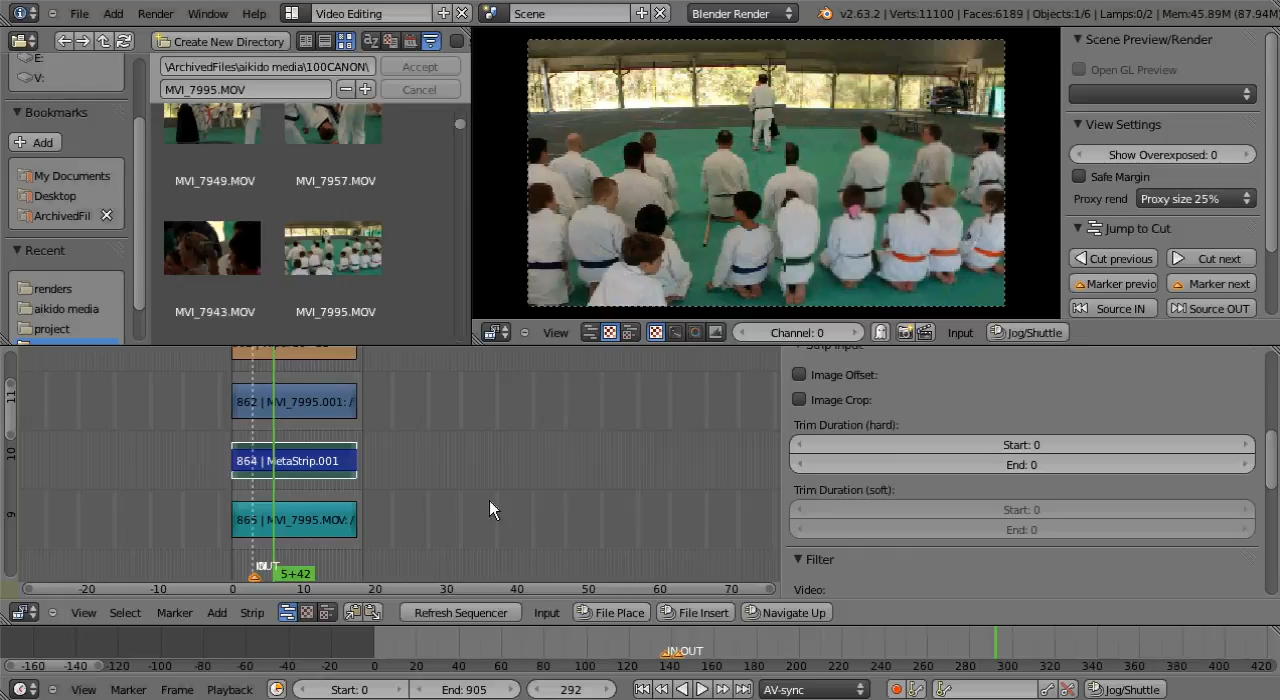 File Add Render Window Help Video Editing Scene Blender Render v2.63.2 | Verts:11100 | Faces:6189 | Objects:1/6 | Lamps:0/2 | Mem:45.89M (87.94M
Create New Directory
E:
V:
Bookmarks
Add
My Documents
Desktop
ArchivedFil
Recent
renders
aikido media
project
\ArchivedFiles\aikido media\100CANON\ Accept
MVI_7995.MOV Cancel
MVI_7949.MOV MVI_7957.MOV
MVI_7943.MOV MVI_7995.MOV
View Channel: 0 Input Jog/Shuttle
Scene Preview/Render
Open GL Preview
View Settings
Show Overexposed: 0
Safe Margin
Proxy rend Proxy size 25%
Jump to Cut
Cut previous Cut next
Marker previo Marker next
Source IN Source OUT
11
10
9
862 | MVI_7995.001: /
864 | MetaStrip.001
865 | MVI_7995.MOV: /
OUT
5+42
-20 -10 0 10 20 30 40 50 60 70
View Select Marker Add Strip Refresh Sequencer Input File Place File Insert Navigate Up
Image Offset:
Image Crop:
Trim Duration (hard):
Start: 0
End: 0
Trim Duration (soft):
Start: 0
End: 0
Filter
Video:
IN OUT
-160 -140 -120 -100 -80 -60 -40 -20 0 20 40 60 80 100 120 140 160 180 200 220 240 260 280 300 320 340 360 380 400 420
View Marker Frame Playback Start: 0 End: 905 292 AV-sync Jog/Shuttle